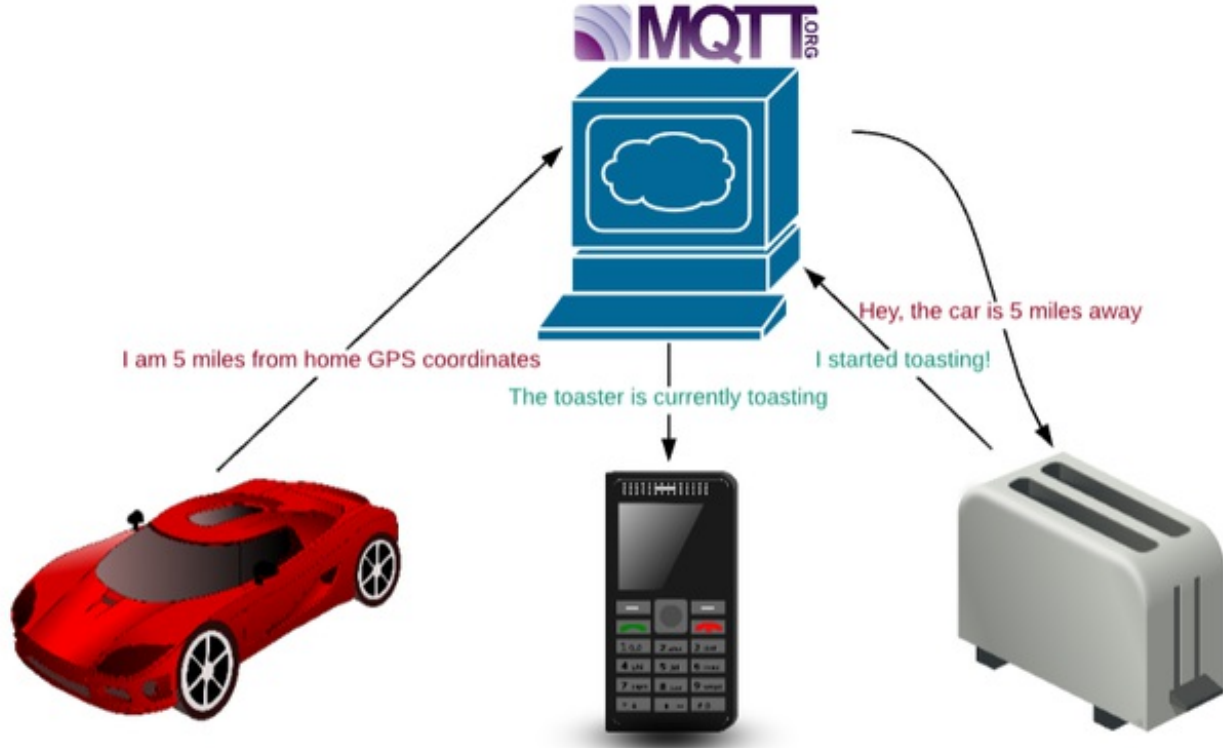 MQTT.ORG
I am 5 miles from home GPS coordinates
Hey, the car is 5 miles away
I started toasting!
The toaster is currently toasting